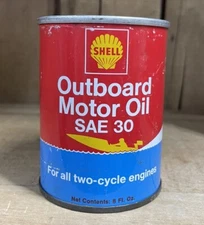 SHELL
Outboard
Motor Oil
SAE 30
For all two-cycle engines
Net Contents: 8 Fl. Oz.